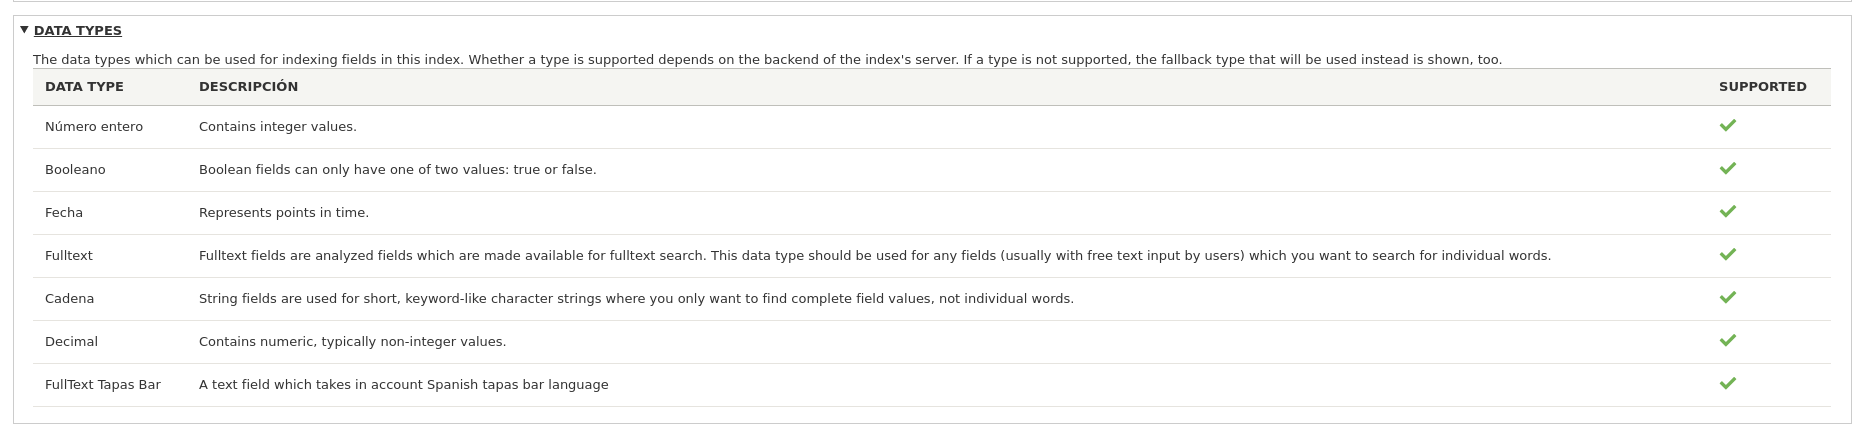 DATA TYPES
The data types which can be used for indexing fields in this index. Whether a type is supported depends on the backend of the index's server. If a type is not supported, the fallback type that will be used instead is shown, too.
DATA TYPE DESCRIPCIÓN SUPPORTED
Número entero Contains integer values.
Booleano Boolean fields can only have one of two values: true or false.
Fecha Represents points in time.
Fulltext Fulltext fields are analyzed fields which are made available for fulltext search. This data type should be used for any fields (usually with free text input by users) which you want to search for individual words.
Cadena String fields are used for short, keyword-like character strings where you only want to find complete field values, not individual words.
Decimal Contains numeric, typically non-integer values.
FullText Tapas Bar A text field which takes in account Spanish tapas bar language